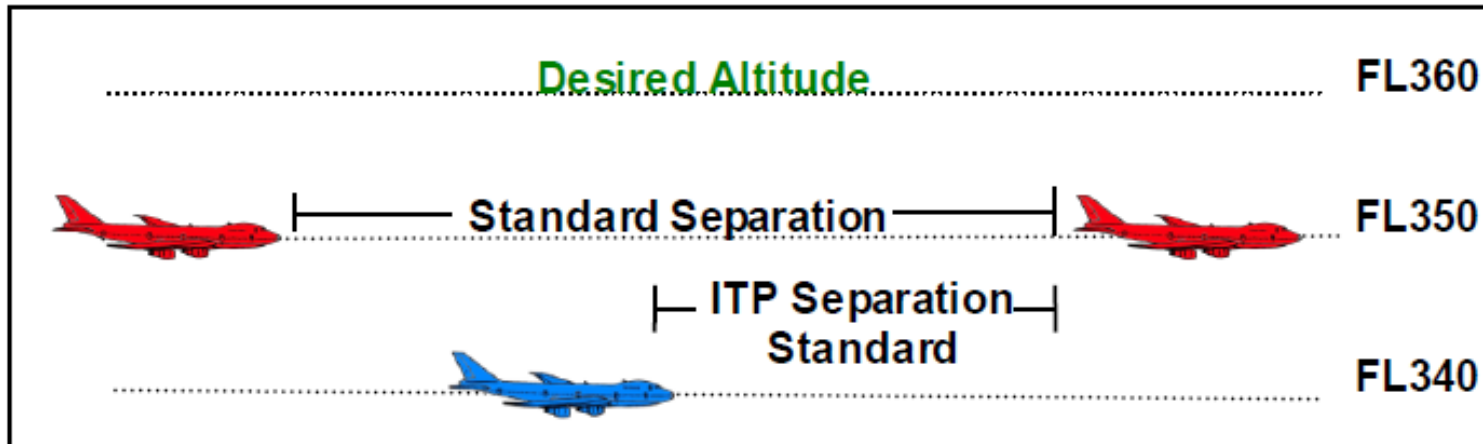 Desired Altitude
FL360
Standard Separation
FL350
ITP Separation
Standard
FL340